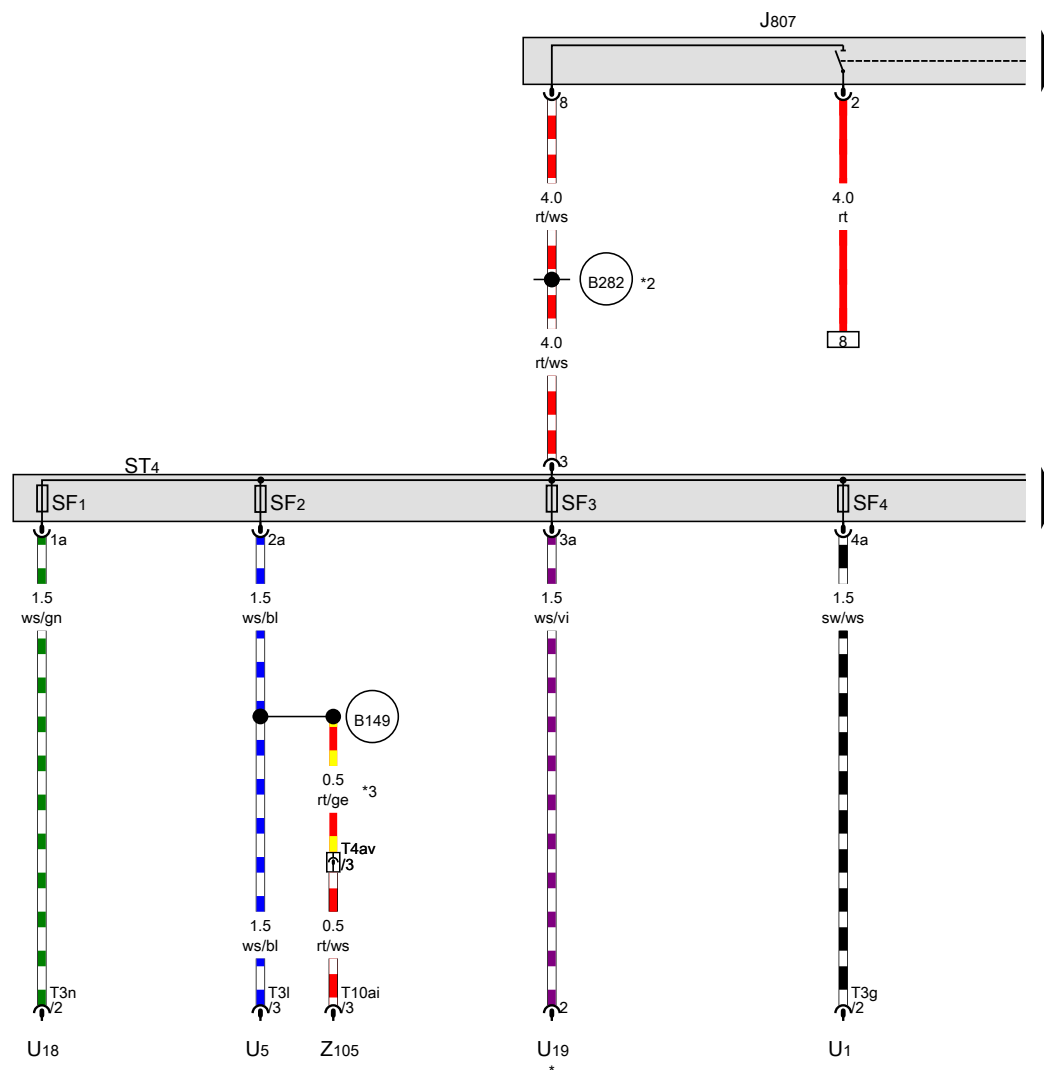 J807
8
2
4.0
rt/ws
4.0
rt
B282
*2
8
4.0
rt/ws
3
ST4
SF1
SF2
SF3
SF4
1a
2a
3a
4a
1.5
ws/gn
1.5
ws/bl
1.5
ws/vi
1.5
sw/ws
B149
0.5
rt/ge
*3
T4av
/3
1.5
ws/bl
0.5
rt/ws
T3n
/2
T3l
/3
T10ai
/3
2
T3g
/2
U18
U5
Z105
U19
*
U1